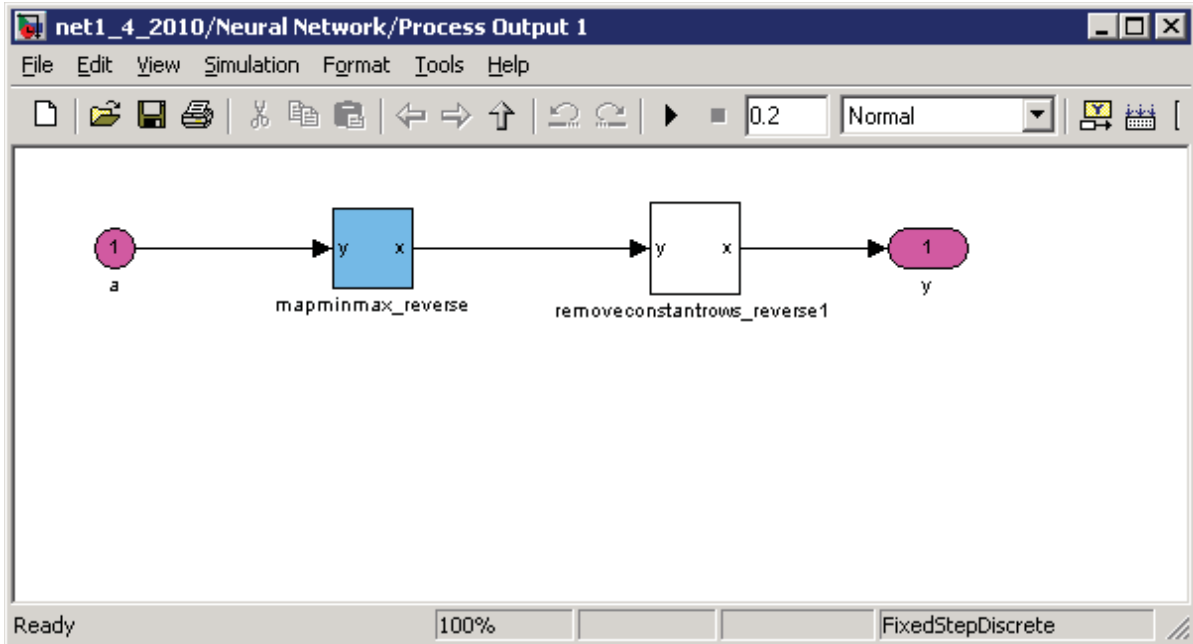 net1_4_2010/Neural Network/Process Output 1
File Edit View Simulation Format Tools Help
0.2 Normal
1 y x y x 1
a mapminmax_reverse removeconstantrows_reverse1 y
Ready 100% FixedStepDiscrete